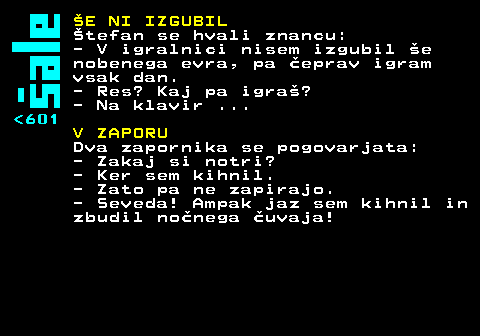 Šale
<601
ŠE NI IZGUBIL
Štefan se hvali znancu:
- V igralnici nisem izgubil še
nobenega evra, pa čeprav igram
vsak dan.
- Res? Kaj pa igraš?
- Na klavir ...
V ZAPORU
Dva zapornika se pogovarjata:
- Zakaj si notri?
- Ker sem kihnil.
- Zato pa ne zapirajo.
- Seveda! Ampak jaz sem kihnil in
zbudil nočnega čuvaja!